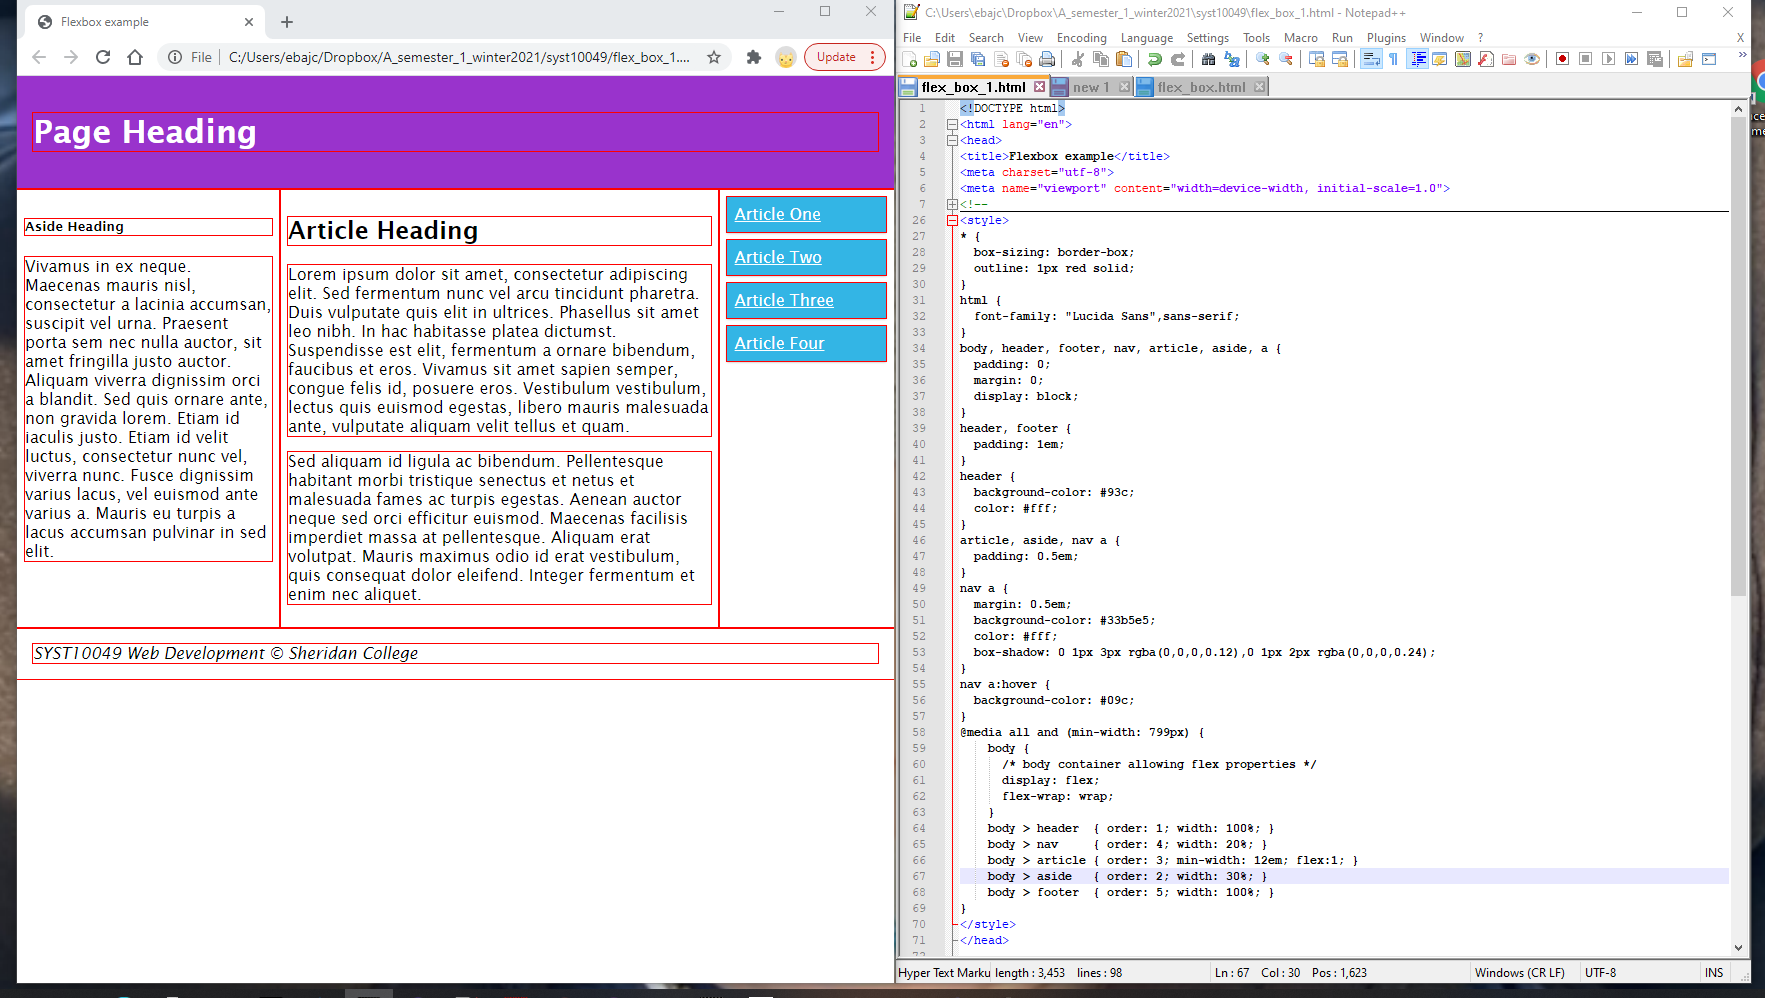 Flexbox example
File
C:/Users/ebajc/Dropbox/A_semester_1_winter2021/syst10049/flex_box_1....
Update
Page Heading
Aside Heading
Vivamus in ex neque.
Maecenas mauris nisl,
consectetur a lacinia accumsan,
suscipit vel urna. Praesent
porta sem nec nulla auctor, sit
amet fringilla justo auctor.
Aliquam viverra dignissim orci
a blandit. Sed quis ornare ante,
non gravida lorem. Etiam id
iaculis justo. Etiam id velit
luctus, consectetur nunc vel,
viverra nunc. Fusce dignissim
varius lacus, vel euismod ante
varius a. Mauris eu turpis a
lacus accumsan pulvinar in sed
elit.
Article Heading
Lorem ipsum dolor sit amet, consectetur adipiscing
elit. Sed fermentum nunc vel arcu tincidunt pharetra.
Duis vulputate quis elit in ultrices. Phasellus sit amet
leo nibh. In hac habitasse platea dictumst.
Suspendisse est elit, fermentum a ornare bibendum,
faucibus et eros. Vivamus sit amet sapien semper,
congue felis id, posuere eros. Vestibulum vestibulum,
lectus quis euismod egestas, libero mauris malesuada
ante, vulputate aliquam velit tellus et quam.
Sed aliquam id ligula ac bibendum. Pellentesque
habitant morbi tristique senectus et netus et
malesuada fames ac turpis egestas. Aenean auctor
neque sed orci efficitur euismod. Maecenas facilisis
imperdiet massa at pellentesque. Aliquam erat
volutpat. Mauris maximus odio id erat vestibulum,
quis consequat dolor eleifend. Integer fermentum et
enim nec aliquet.
Article One
Article Two
Article Three
Article Four
SYST10049 Web Development © Sheridan College
C:\Users\ebajc\Dropbox\A_semester_1_winter2021\syst10049\flex_box_1.html - Notepad++
File Edit Search View Encoding Language Settings Tools Macro Run Plugins Window ? X
flex_box_1.html new 1 flex_box.html
1 <!DOCTYPE html>
2 <html lang="en">
3 <head>
4 <title>Flexbox example</title>
5 <meta charset="utf-8">
6 <meta name="viewport" content="width=device-width, initial-scale=1.0">
7 <!--
26 <style>
27 * {
28 box-sizing: border-box;
29 outline: 1px red solid;
30 }
31 html {
32 font-family: "Lucida Sans",sans-serif;
33 }
34 body, header, footer, nav, article, aside, a {
35 padding: 0;
36 margin: 0;
37 display: block;
38 }
39 header, footer {
40 padding: 1em;
41 }
42 header {
43 background-color: #93c;
44 color: #fff;
45 }
46 article, aside, nav a {
47 padding: 0.5em;
48 }
49 nav a {
50 margin: 0.5em;
51 background-color: #33b5e5;
52 color: #fff;
53 box-shadow: 0 1px 3px rgba(0,0,0,0.12),0 1px 2px rgba(0,0,0,0.24);
54 }
55 nav a:hover {
56 background-color: #09c;
57 }
58 @media all and (min-width: 799px) {
59 body {
60 /* body container allowing flex properties */
61 display: flex;
62 flex-wrap: wrap;
63 }
64 body > header { order: 1; width: 100%; }
65 body > nav { order: 4; width: 20%; }
66 body > article { order: 3; min-width: 12em; flex:1; }
67 body > aside { order: 2; width: 30%; }
68 body > footer { order: 5; width: 100%; }
69 }
70 </style>
71 </head>
Hyper Text Marku length : 3,453 lines : 98 Ln : 67 Col : 30 Pos : 1,623 Windows (CR LF) UTF-8 INS